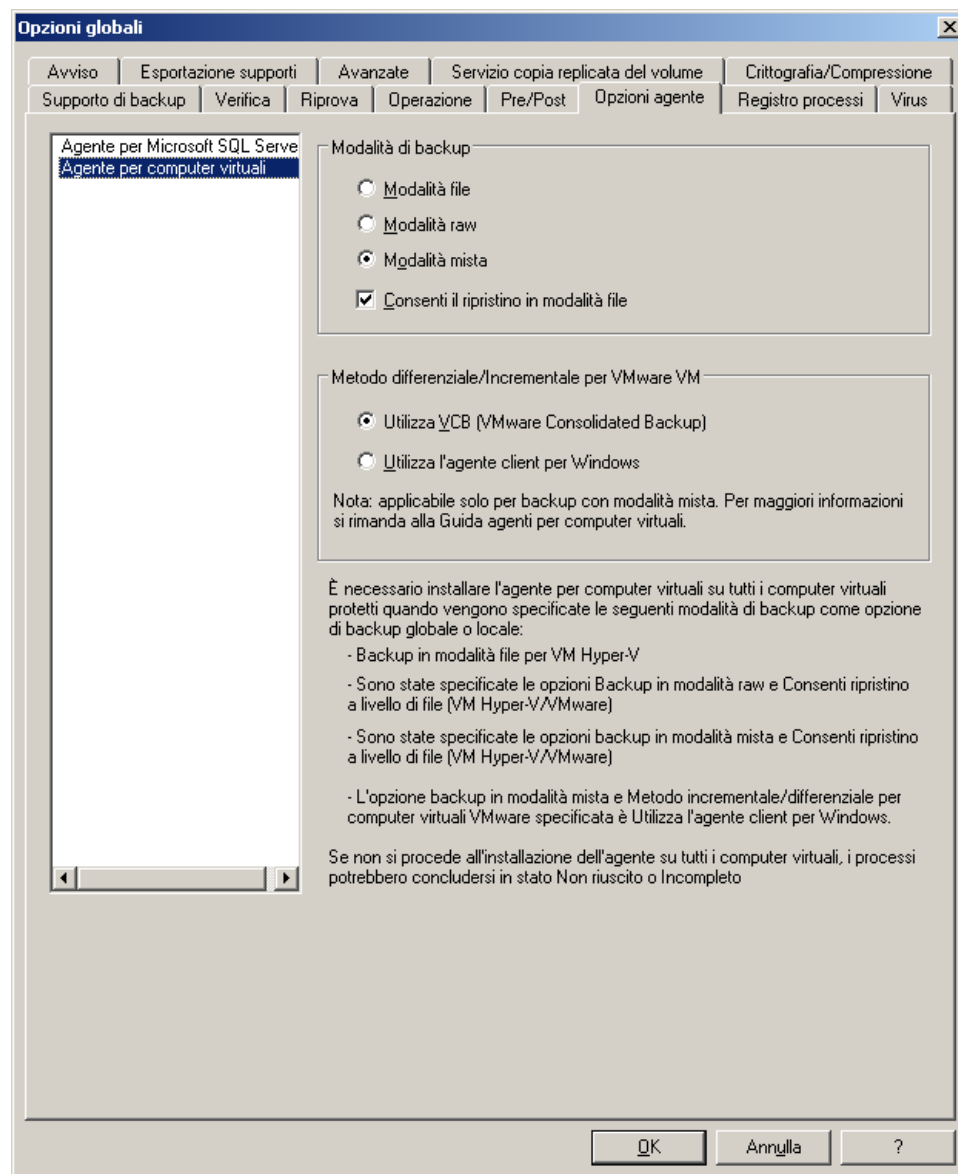 Opzioni globali
Avviso
Esportazione supporti
Avanzate
Servizio copia replicata del volume
Crittografia/Compressione
Supporto di backup
Verifica
Riprova
Operazione
Pre/Post
Opzioni agente
Registro processi
Virus
Agente per Microsoft SQL Serve
Agente per computer virtuali
Modalità di backup
Modalità file
Modalità raw
Modalità mista
Consenti il ripristino in modalità file
Metodo differenziale/Incrementale per VMware VM
Utilizza VCB (VMware Consolidated Backup)
Utilizza l'agente client per Windows
Nota: applicabile solo per backup con modalità mista. Per maggiori informazioni
si rimanda alla Guida agenti per computer virtuali.
È necessario installare l'agente per computer virtuali su tutti i computer virtuali
protetti quando vengono specificate le seguenti modalità di backup come opzione
di backup globale o locale:
- Backup in modalità file per VM Hyper-V
- Sono state specificate le opzioni Backup in modalità raw e Consenti ripristino
a livello di file (VM Hyper-V/VMware)
- Sono state specificate le opzioni backup in modalità mista e Consenti ripristino
a livello di file (VM Hyper-V/VMware)
- L'opzione backup in modalità mista e Metodo incrementale/differenziale per
computer virtuali VMware specificata è Utilizza l'agente client per Windows.
Se non si procede all'installazione dell'agente su tutti i computer virtuali, i processi
potrebbero concludersi in stato Non riuscito o Incompleto
OK
Annulla
?